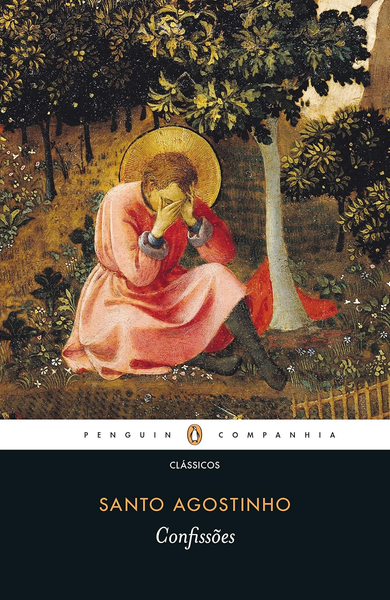 PENGUIN COMPANHIA
CLÁSSICOS
SANTO AGOSTINHO
Confissões